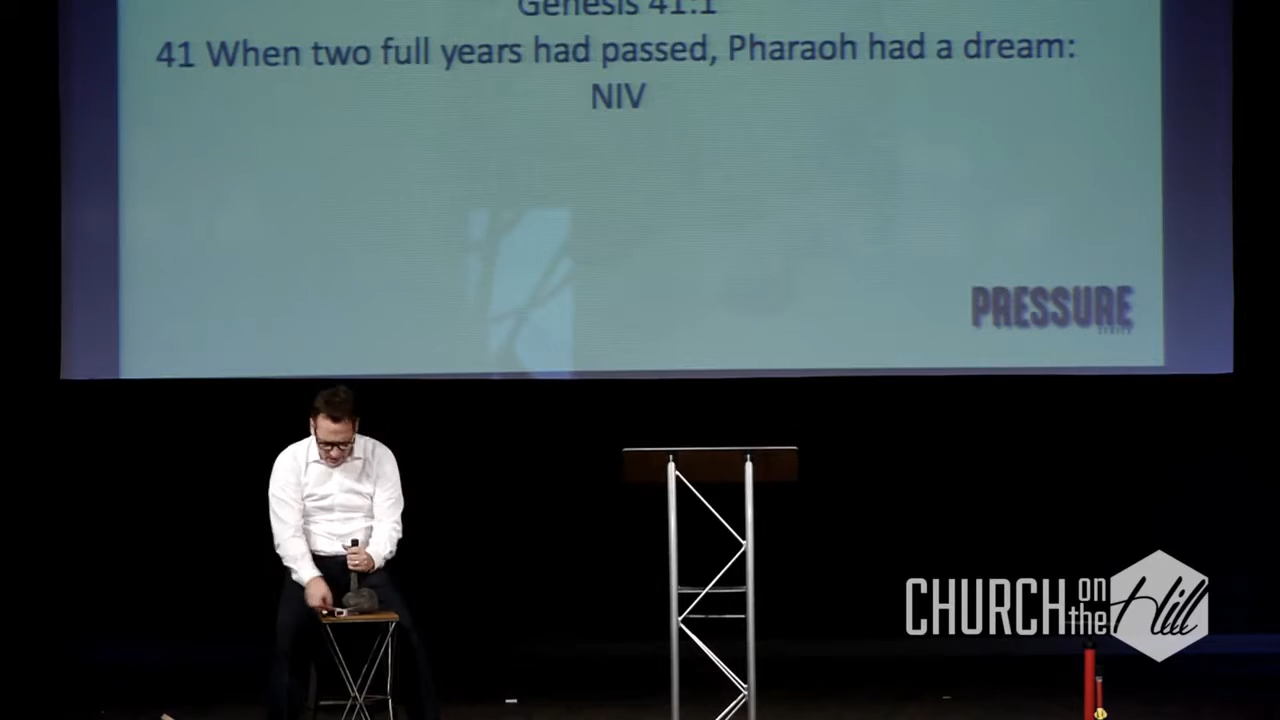 Genesis 41:1
41 When two full years had passed, Pharaoh had a dream:
NIV
PRESSURE
SERIES
CHURCH on the Hill